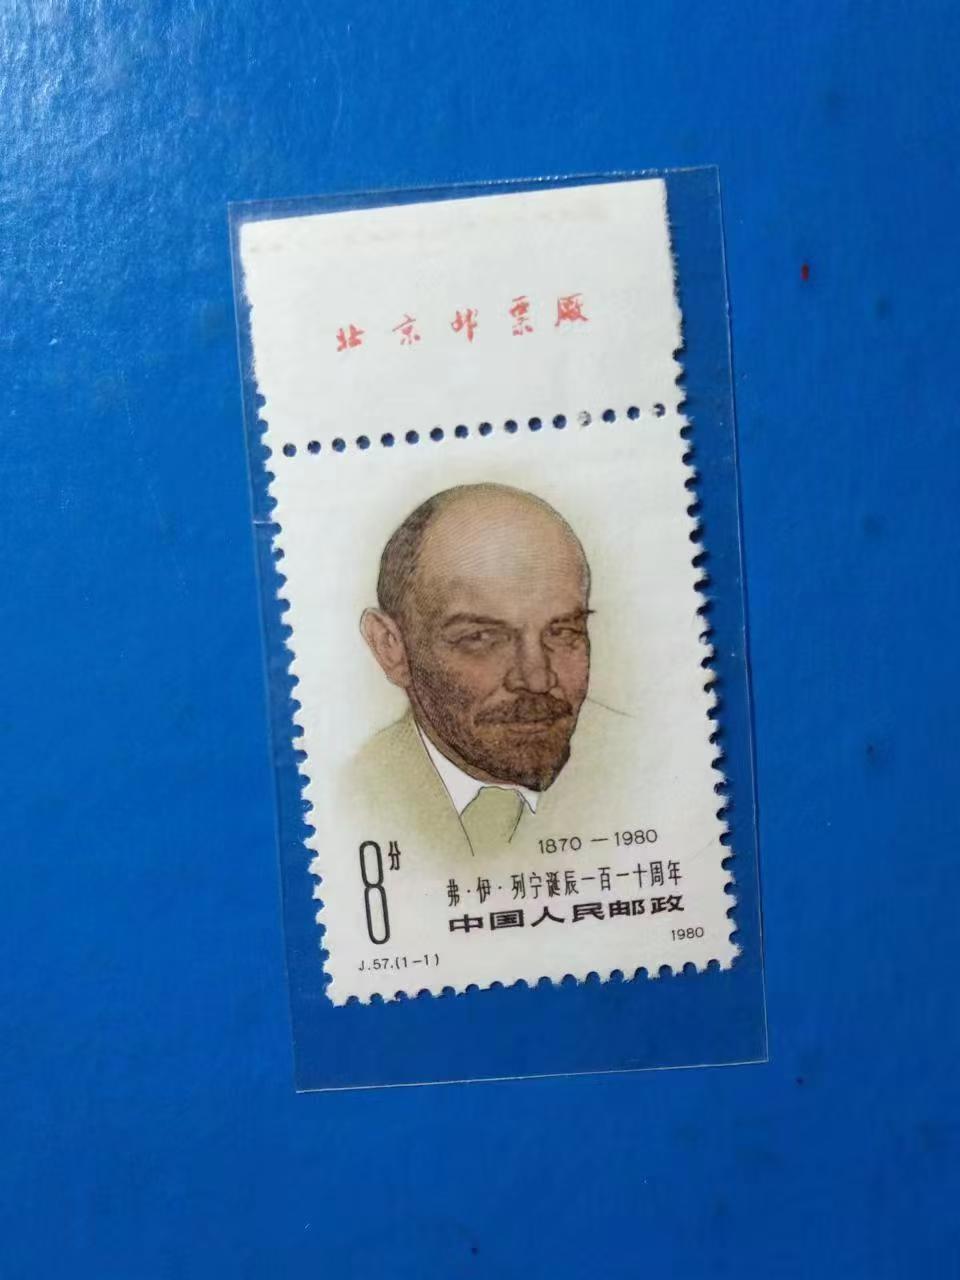 北京邮票厰
8分
1870-1980
弗·伊·列宁诞辰一百一十周年
中国人民邮政
J.57.(1-1)
1980